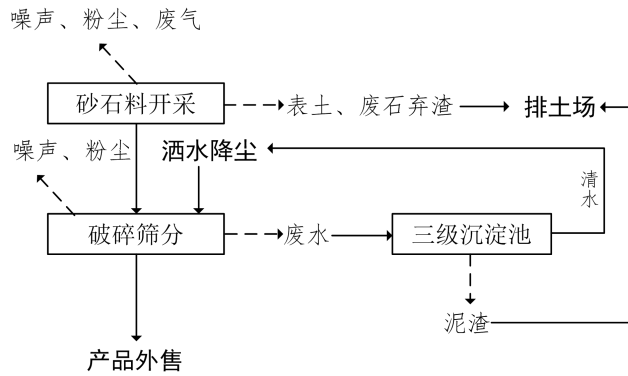 噪声、粉尘、废气
砂石料开采
表土、废石弃渣
排土场
噪声、粉尘
洒水降尘
清水
破碎筛分
废水
三级沉淀池
泥渣
产品外售